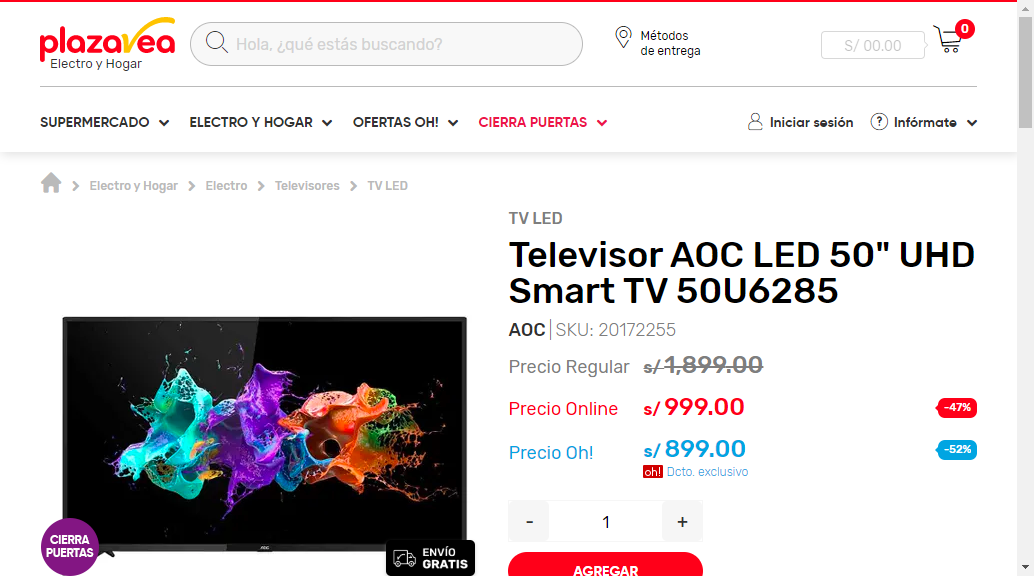 plazavea
Electro y Hogar
Hola, ¿qué estás buscando?
Métodos
de entrega
S/ 00.00
0
SUPERMERCADO
ELECTRO Y HOGAR
OFERTAS OH!
CIERRA PUERTAS
Iniciar sesión
? Infórmate
Electro y Hogar > Electro > Televisores > TV LED
TV LED
Televisor AOC LED 50" UHD
Smart TV 50U6285
AOC | SKU: 20172255
Precio Regular s/ 1,899.00
Precio Online s/ 999.00 -47%
Precio Oh! s/ 899.00 -52%
oh! Dcto. exclusivo
- 1 +
AGREGAR
AOC
CIERRA
PUERTAS
ENVÍO
GRATIS